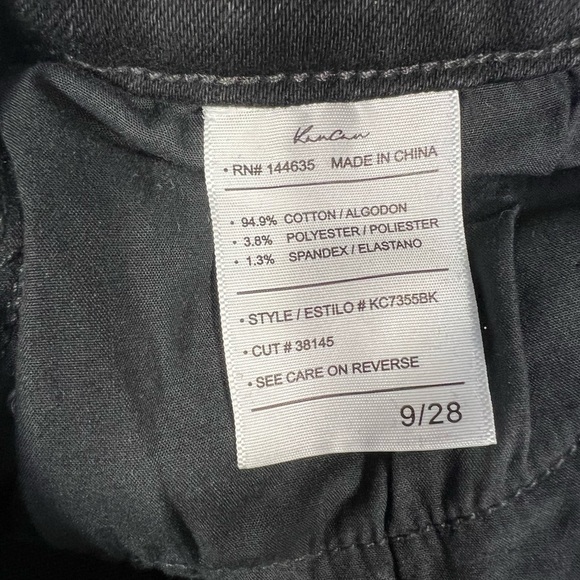 KanCan
• RN# 144635 MADE IN CHINA
• 94.9% COTTON / ALGODON
• 3.8% POLYESTER / POLIESTER
• 1.3% SPANDEX / ELASTANO
• STYLE / ESTILO # KC7355BK
• CUT # 38145
• SEE CARE ON REVERSE
9/28